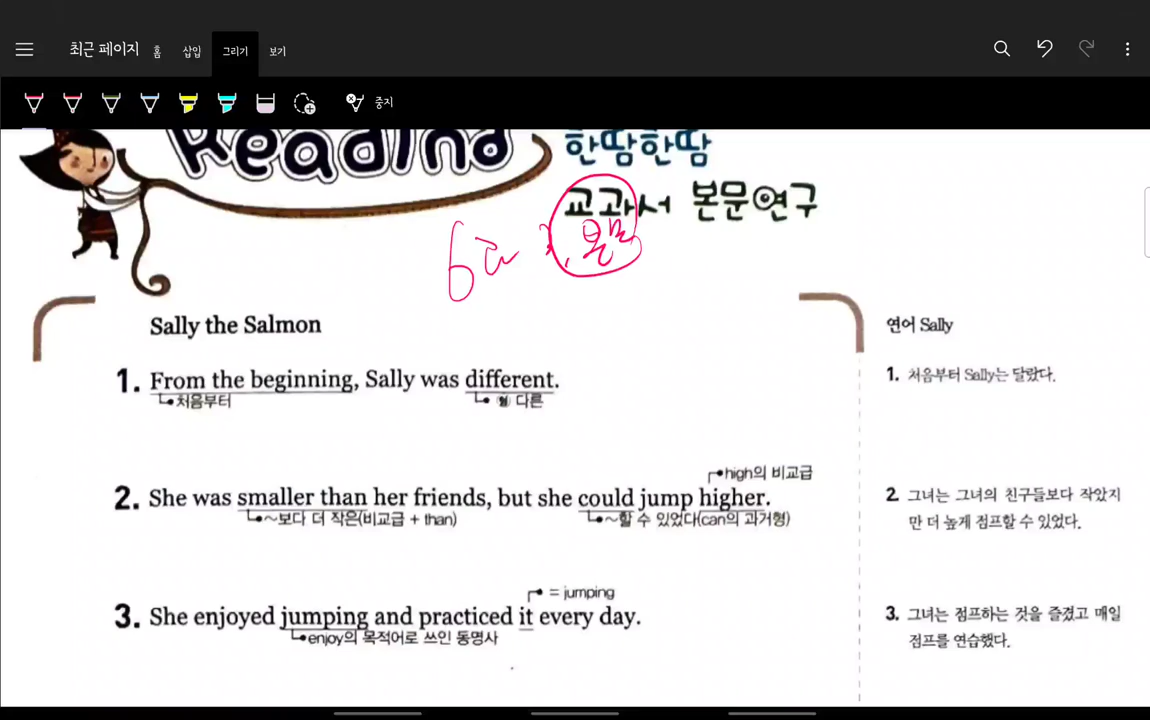 최근 페이지 홈 삽입 그리기 보기
중지
Reading 한땀한땀
교과서 본문연구
6과 본문
Sally the Salmon
연어 Sally
1. From the beginning, Sally was different.
처음부터
형 다른
1. 처음부터 Sally는 달랐다.
high의 비교급
2. She was smaller than her friends, but she could jump higher.
~보다 더 작은(비교급 + than)
~할 수 있었다(can의 과거형)
2. 그녀는 그녀의 친구들보다 작았지
만 더 높게 점프할 수 있었다.
= jumping
3. She enjoyed jumping and practiced it every day.
enjoy의 목적어로 쓰인 동명사
3. 그녀는 점프하는 것을 즐겼고 매일
점프를 연습했다.